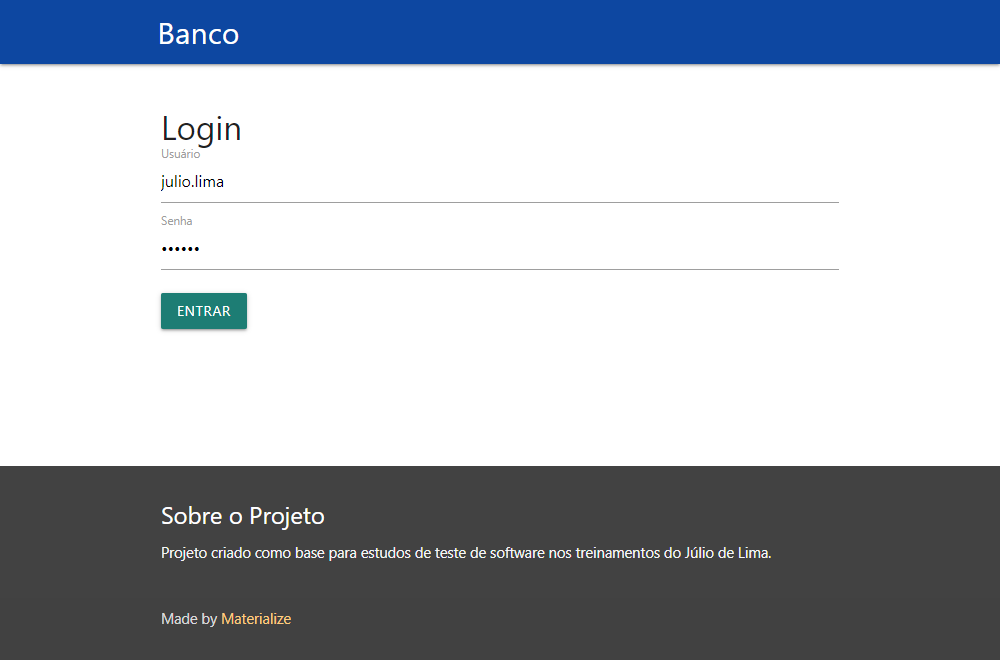 Banco
Login
Usuário
julio.lima
Senha
••••••
ENTRAR
Sobre o Projeto
Projeto criado como base para estudos de teste de software nos treinamentos do Júlio de Lima.
Made by Materialize